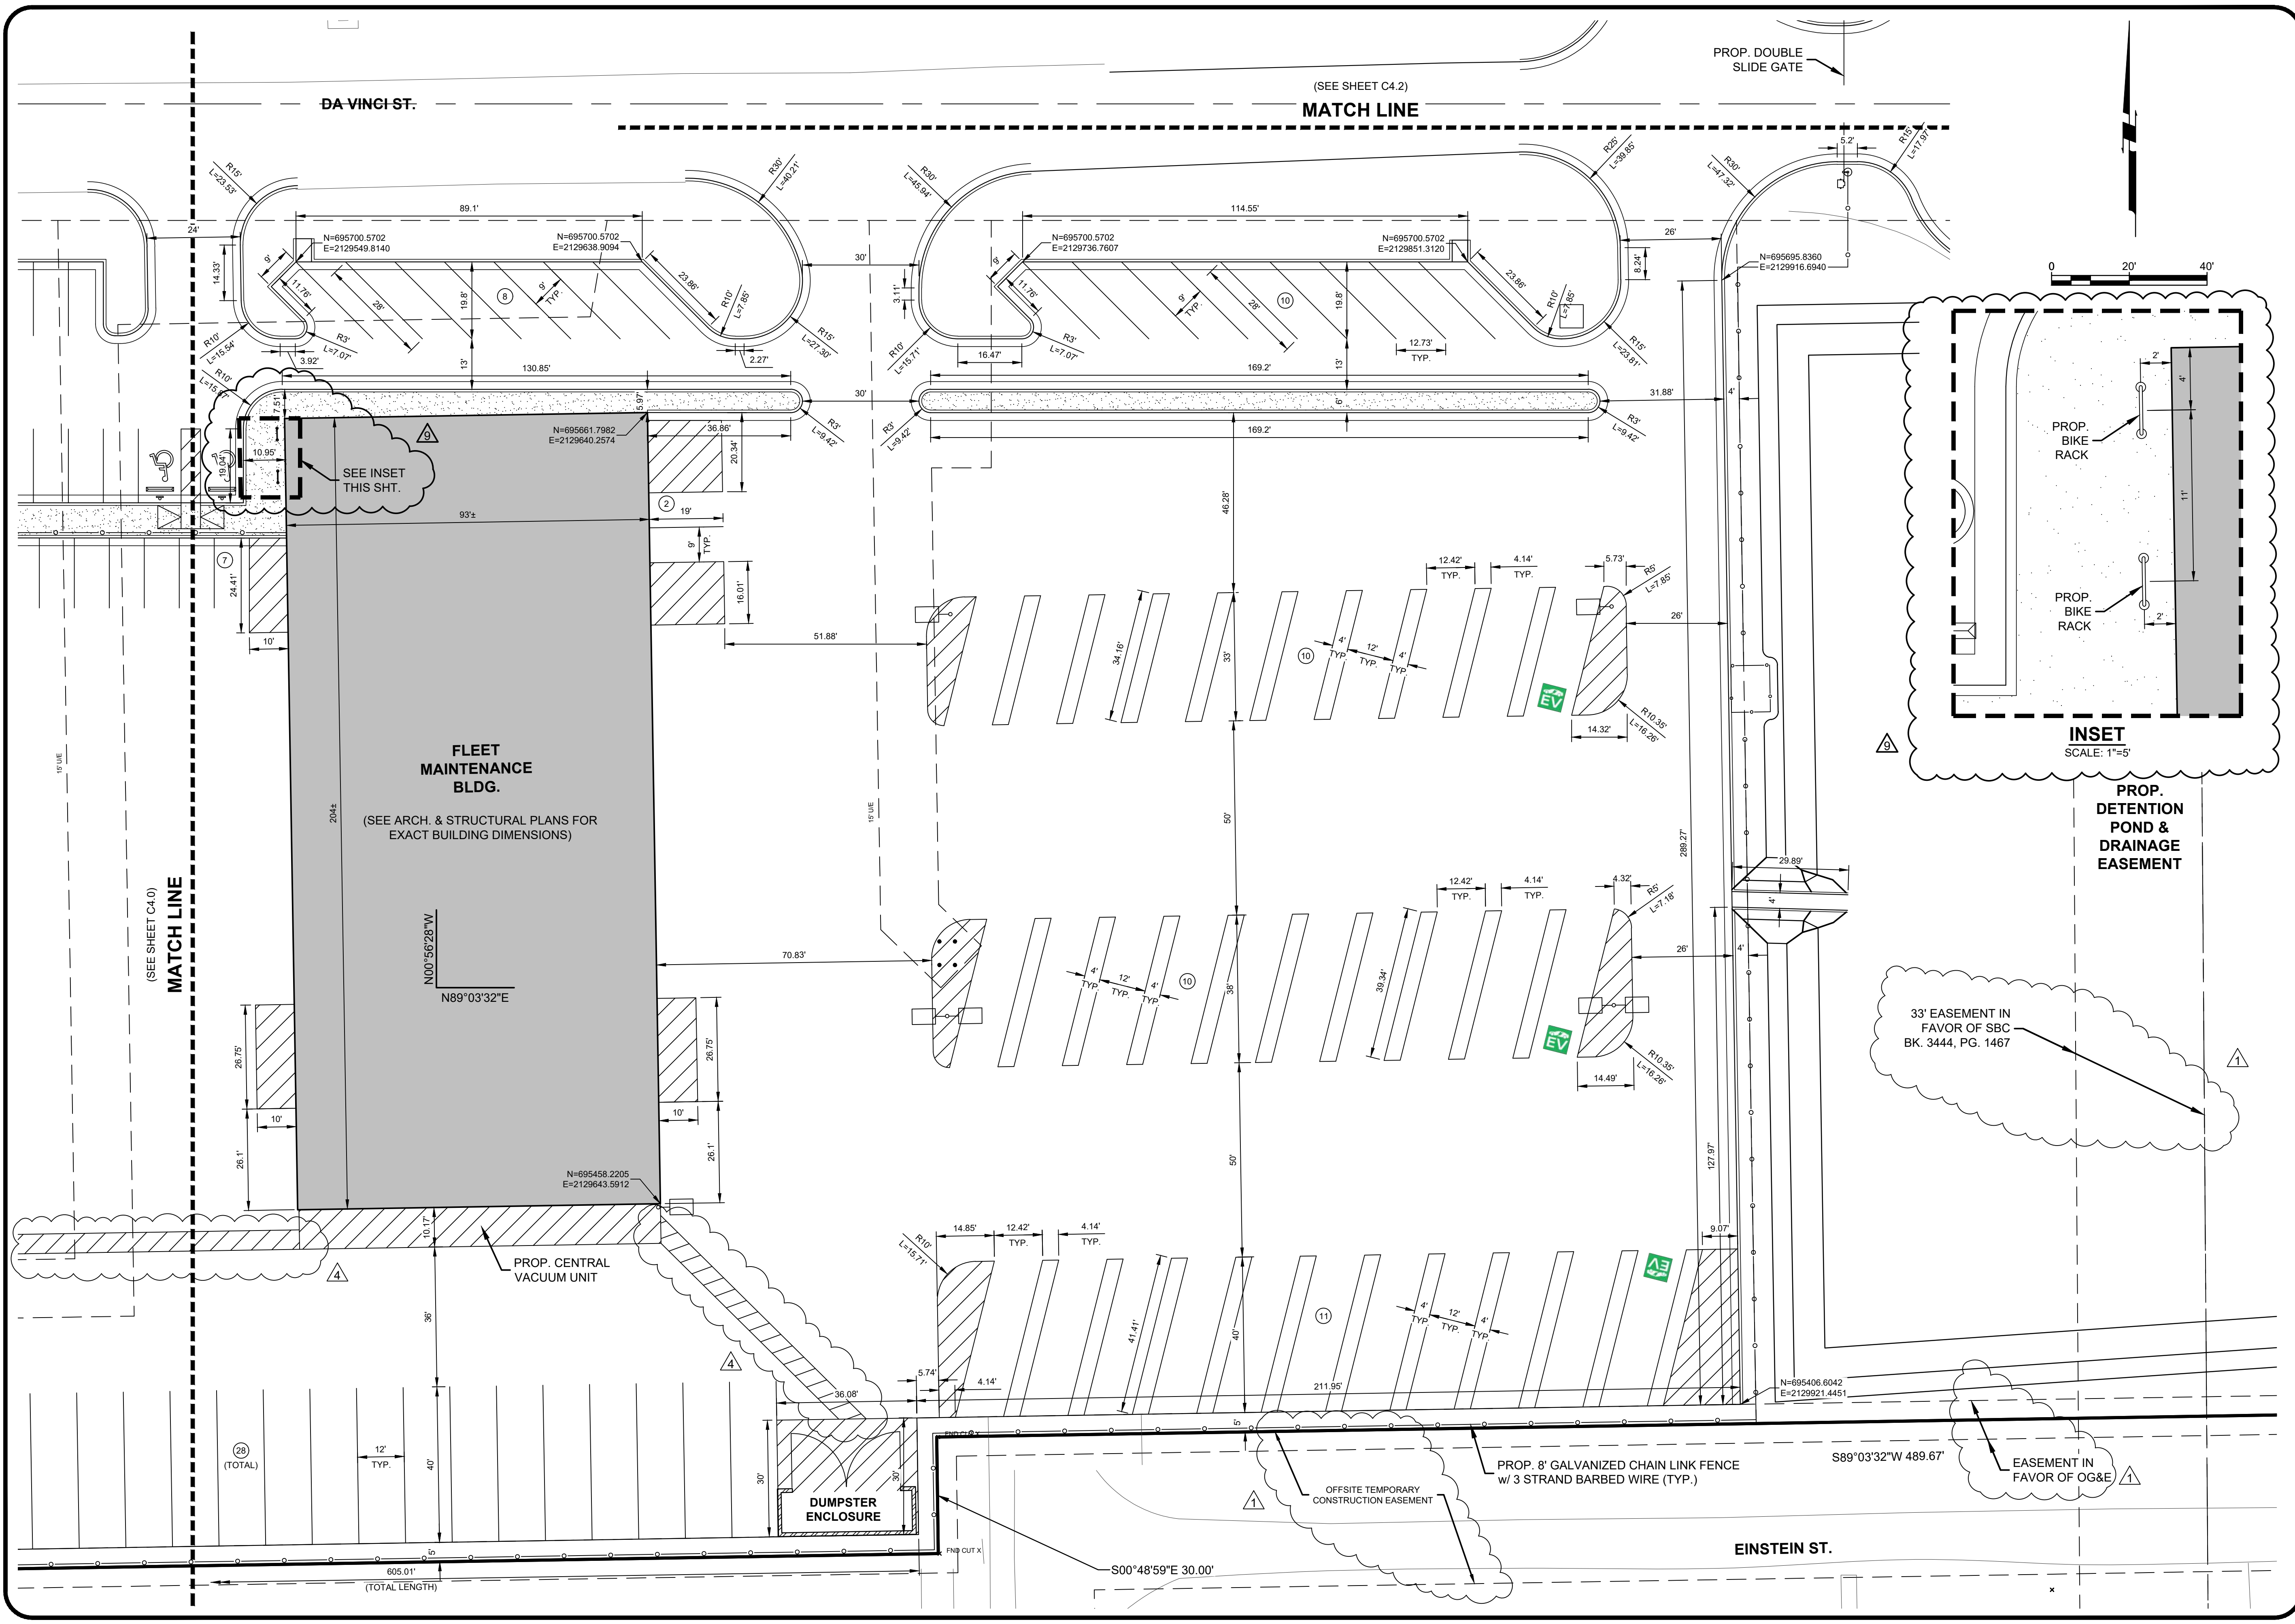 PROP. DOUBLE
SLIDE GATE
(SEE SHEET C4.2)
MATCH LINE
DA VINCI ST.
R15'
L=23.53'
R30'
L=40.21'
R30'
L=45.94'
R25'
L=39.85'
R30'
L=47.32'
5.2'
R15'
L=17.97'
24'
89.1'
114.55'
26'
N=695700.5702
E=2129549.8140
N=695700.5702
E=2129638.9094
N=695700.5702
E=2129736.7607
N=695700.5702
E=2129851.3120
N=695695.8360
E=2129916.6940
0 20' 40'
14.33'
9'
11.76'
28'
19.8'
8
9'
TYP.
23.86'
R10'
L=7.85'
30'
3.11'
9'
11.76'
9'
TYP.
28'
10
19.8'
23.86'
R10'
L=7.85'
8.24'
R10'
L=15.54'
R3'
L=7.07'
3.92'
2.27'
R15'
L=27.30'
R10'
L=15.71'
16.47'
R3'
L=7.07'
12.73'
TYP.
R15'
L=23.81'
13'
13'
R10'
130.85'
169.2'
7.51'
5.97'
30'
6'
31.88'
4'
R3'
L=9.42'
R3'
L=9.42'
R3'
L=9.42'
36.86'
169.2'
9
N=695661.7982
E=2129640.2574
20.34'
10.95'
19.04'
SEE INSET
THIS SHT.
93'±
2
19'
9'
TYP.
46.28'
7
24.41'
10'
16.01'
51.88'
12.42'
TYP.
4.14'
TYP.
5.73'
R5'
L=7.85'
34.16'
33'
10
4'
TYP.
12'
TYP.
4'
TYP.
26'
EV
14.32'
R10.35'
L=16.26'
2'
4'
PROP.
BIKE
RACK
11'
PROP.
BIKE
RACK
2'
INSET
SCALE: 1"=5'
9
PROP.
DETENTION
POND &
DRAINAGE
EASEMENT
15' U/E
15' U/E
FLEET
MAINTENANCE
BLDG.
(SEE ARCH. & STRUCTURAL PLANS FOR
EXACT BUILDING DIMENSIONS)
204±
(SEE SHEET C4.0)
MATCH LINE
N00°56'28"W
N89°03'32"E
50'
289.27'
29.89'
4'
12.42'
TYP.
4.14'
TYP.
4.32'
R5'
L=7.18'
70.83'
4'
TYP.
12'
TYP.
4'
TYP.
10
38'
39.34'
26'
4'
EV
14.49'
R10.35'
L=16.26'
33' EASEMENT IN
FAVOR OF SBC
BK. 3444, PG. 1467
1
26.75'
10'
26.1'
26.75'
10'
26.1'
50'
127.97'
N=695458.2205
E=2129643.5912
10.17'
PROP. CENTRAL
VACUUM UNIT
4
4
36'
R10'
L=15.71'
14.85'
12.42'
TYP.
4.14'
TYP.
9.07'
EV
41.41'
40'
11
4'
TYP.
12'
TYP.
4'
TYP.
5.74'
4.14'
36.08'
211.95'
N=695406.6042
E=2129921.4451
28
(TOTAL)
12'
TYP.
40'
30'
30'
DUMPSTER
ENCLOSURE
5'
5'
605.01'
(TOTAL LENGTH)
FND CUT X
FND CUT X
S00°48'59"E 30.00'
1
OFFSITE TEMPORARY
CONSTRUCTION EASEMENT
PROP. 8' GALVANIZED CHAIN LINK FENCE
w/ 3 STRAND BARBED WIRE (TYP.)
S89°03'32"W 489.67'
EASEMENT IN
FAVOR OF OG&E
1
EINSTEIN ST.